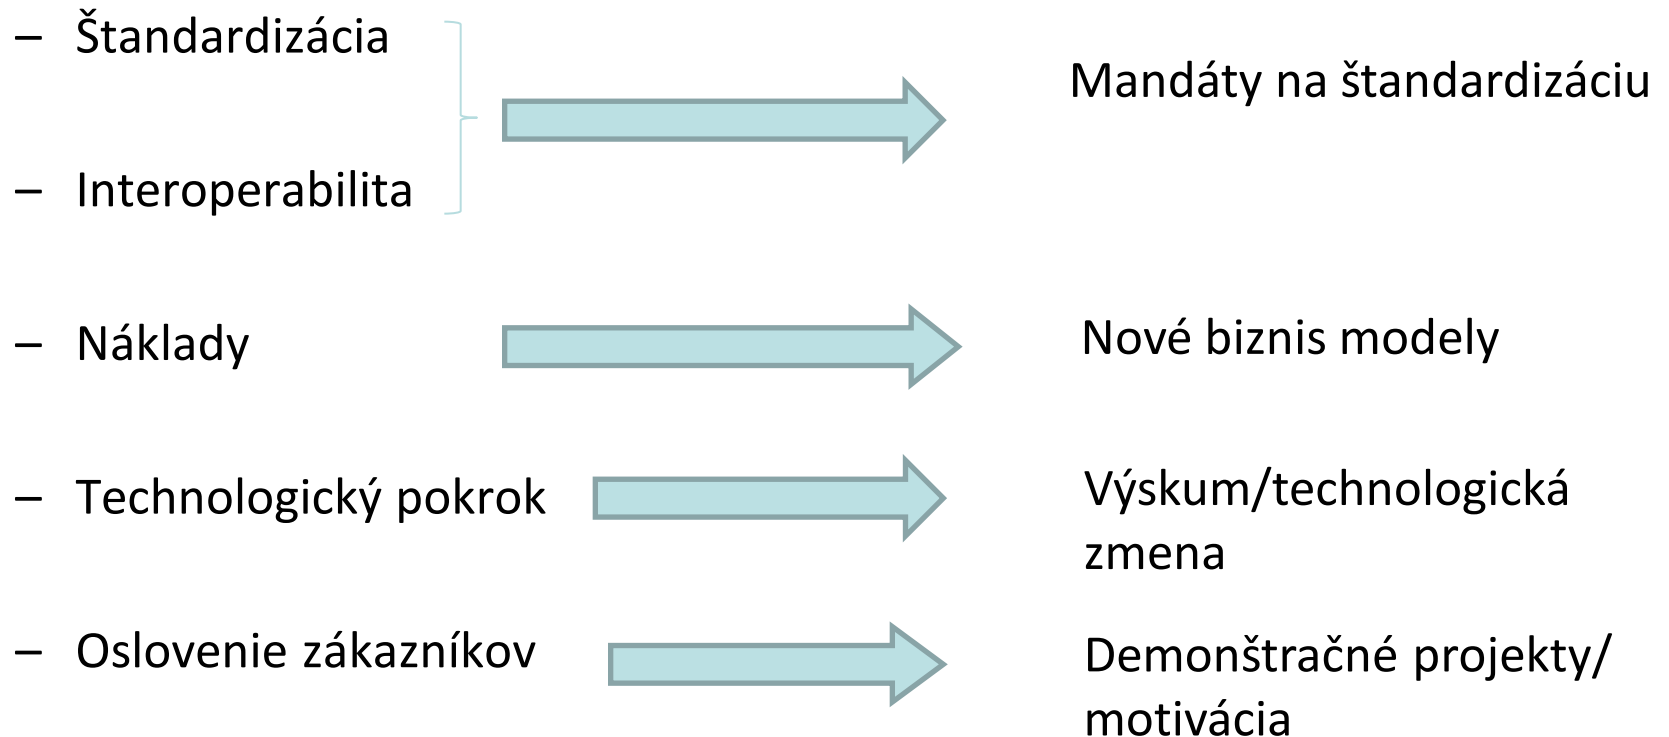 – Štandardizácia
Mandáty na štandardizáciu
– Interoperabilita
– Náklady
Nové biznis modely
– Technologický pokrok
Výskum/technologická
zmena
– Oslovenie zákazníkov
Demonštračné projekty/
motivácia